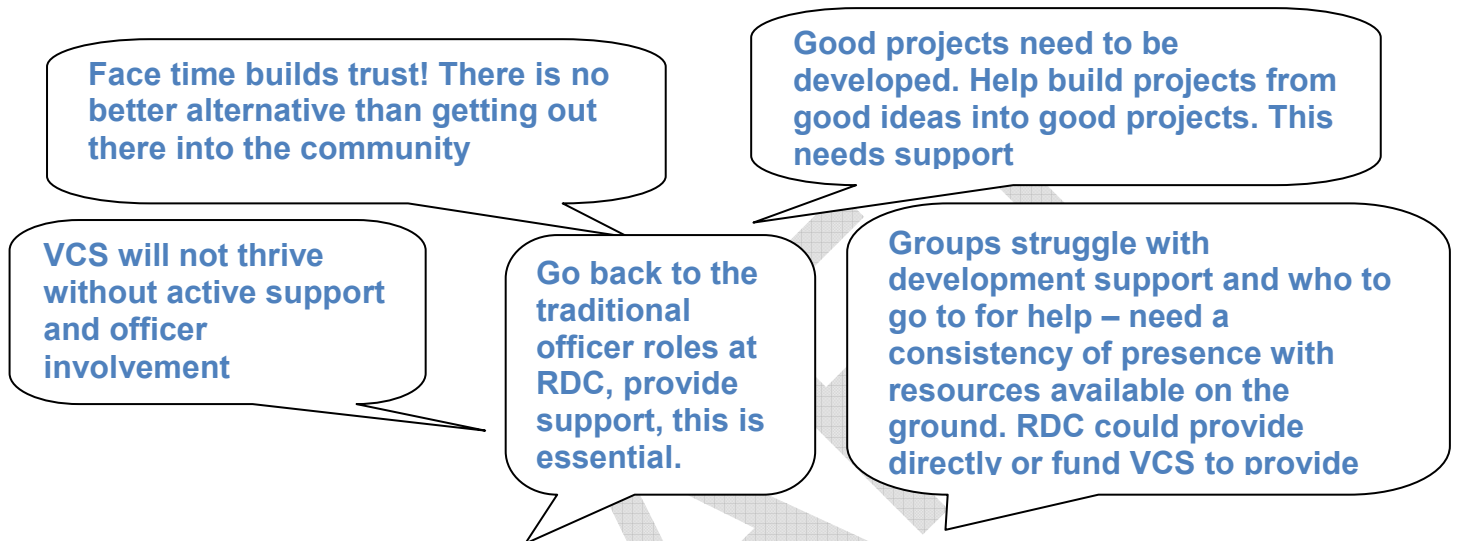 Face time builds trust! There is no
better alternative than getting out
there into the community
Good projects need to be
developed. Help build projects from
good ideas into good projects. This
needs support
VCS will not thrive
without active support
and officer
involvement
Go back to the
traditional
officer roles at
RDC, provide
support, this is
essential.
Groups struggle with
development support and who to
go to for help – need a
consistency of presence with
resources available on the
ground. RDC could provide
directly or fund VCS to provide